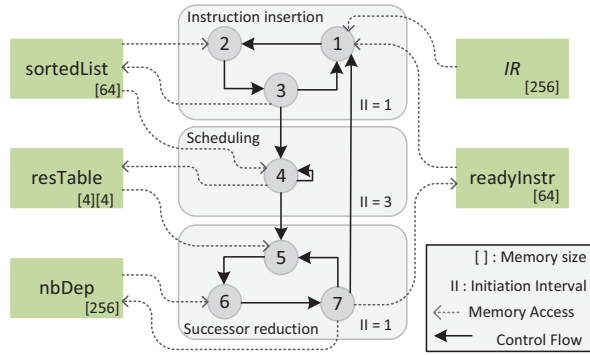 Instruction insertion
2
1
3
II = 1
sortedList
[64]
IR
[256]
Scheduling
4
II = 3
resTable
[4][4]
readyInstr
[64]
5
6
7
Successor reduction
II = 1
nbDep
[256]
[ ] : Memory size
II : Initiation Interval
Memory Access
Control Flow